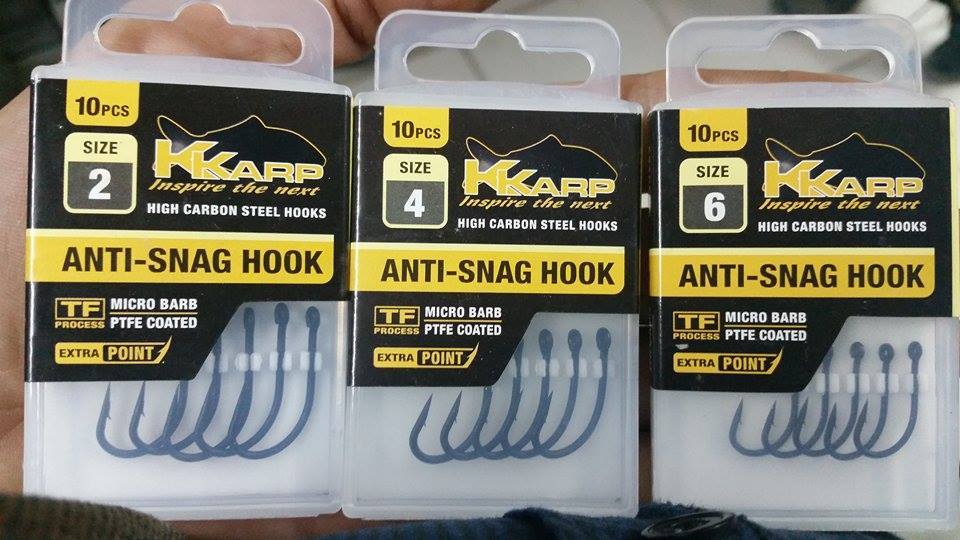 10PCS
SIZE
2
KKARP
Inspire the next
HIGH CARBON STEEL HOOKS
ANTI-SNAG HOOK
TF
PROCESS
MICRO BARB
PTFE COATED
EXTRA POINT
10PCS
SIZE
4
KKARP
Inspire the next
HIGH CARBON STEEL HOOKS
ANTI-SNAG HOOK
TF
PROCESS
MICRO BARB
PTFE COATED
EXTRA POINT
10PCS
SIZE
6
KKARP
Inspire the next
HIGH CARBON STEEL HOOKS
ANTI-SNAG HOOK
TF
PROCESS
MICRO BARB
PTFE COATED
EXTRA POINT